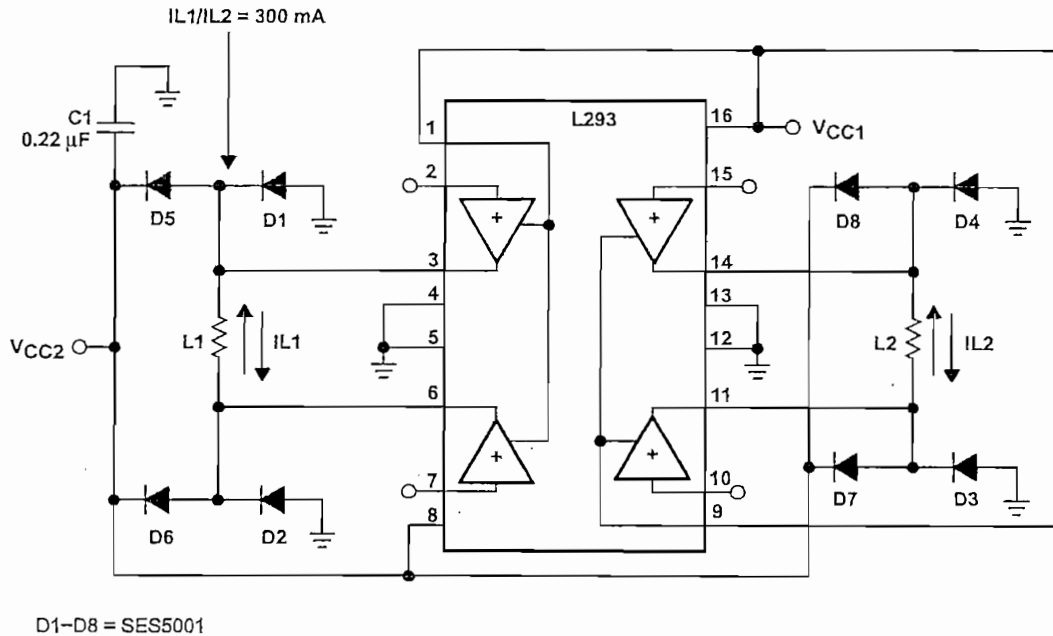 IL1/IL2 = 300 mA
C1
0.22 µF
L293
1
16
VCC1
2
15
D5
D1
D8
D4
3
14
4
13
VCC2
L1
IL1
5
12
L2
IL2
6
11
7
10
D6
D2
8
9
D7
D3
D1–D8 = SES5001